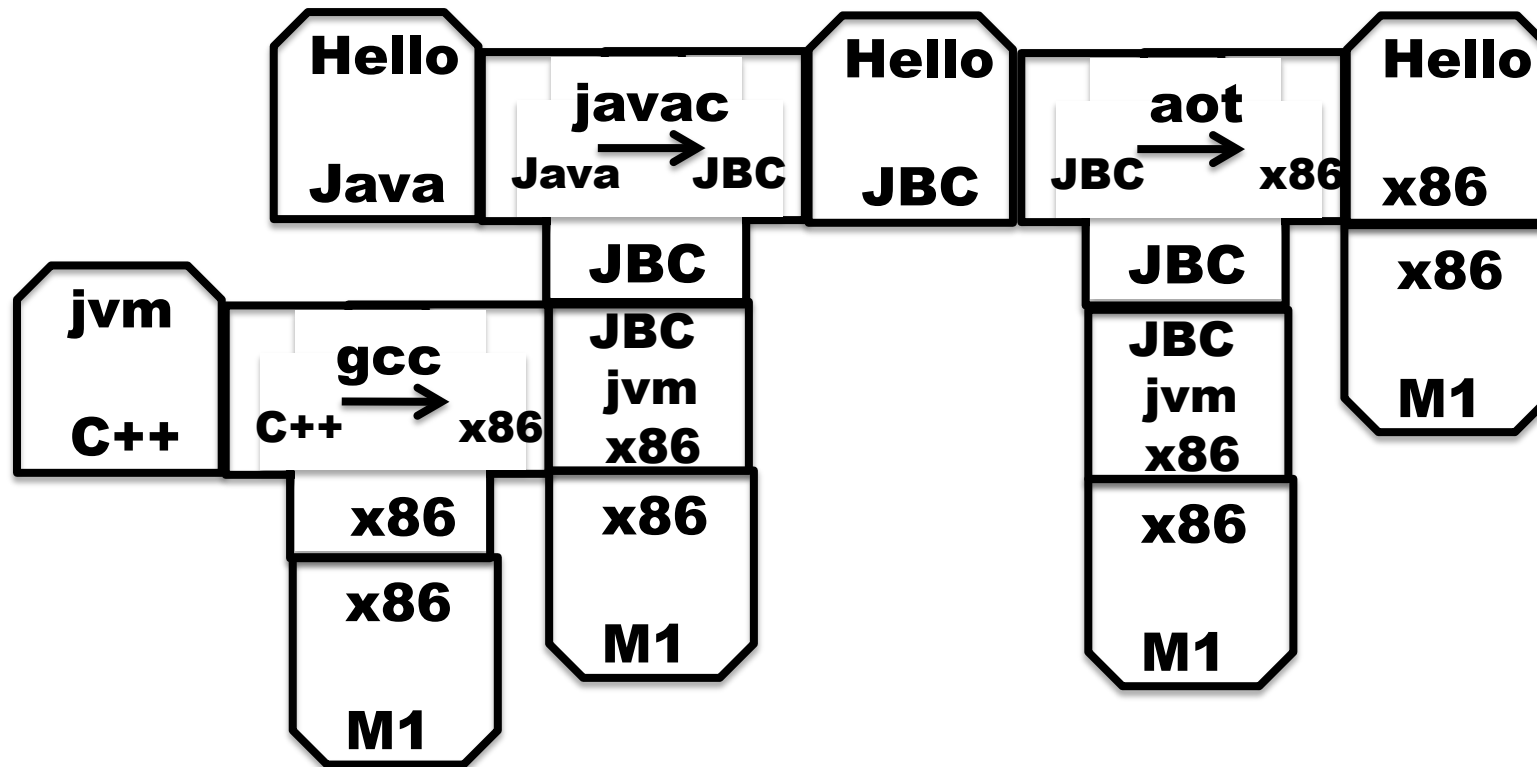 Hello
Java
javac
Java JBC
JBC
Hello
JBC
aot
JBC x86
JBC
Hello
x86
x86
M1
jvm
C++
gcc
C++ x86
x86
x86
M1
JBC
jvm
x86
x86
M1
JBC
jvm
x86
x86
M1